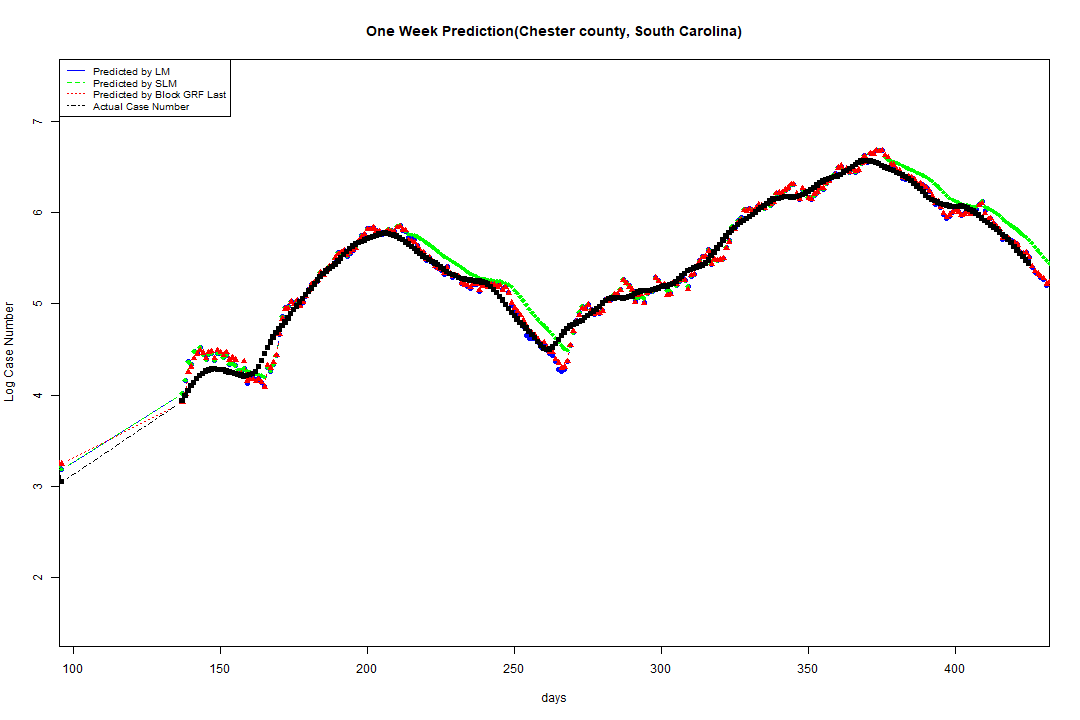 One Week Prediction(Chester county, South Carolina)
Predicted by LM
Predicted by SLM
Predicted by Block GRF Last
Actual Case Number
7
6
5
4
3
2
Log Case Number
100 150 200 250 300 350 400
days